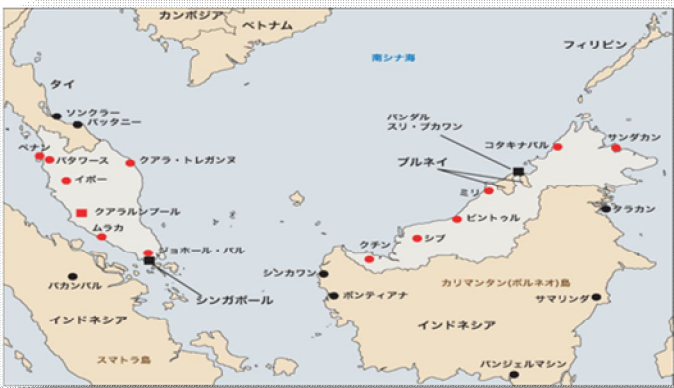 カンボジア
ベトナム
フィリピン
南シナ海
タイ
ソンクラー
パッタニー
バンダル
スリ・ブカワン
ペナン
バタワース
クアラ・トレガンヌ
コタキナバル
サンダカン
ブルネイ
イポー
ミリ
クアラルンプール
タラカン
ムラカ
ビントゥル
シブ
クチン
ジョホール・バル
シンカワン
パカンバル
シンガポール
ポンティアナ
カリマンタン(ボルネオ)島
サマリンダ
インドネシア
インドネシア
スマトラ島
バンジェルマシン